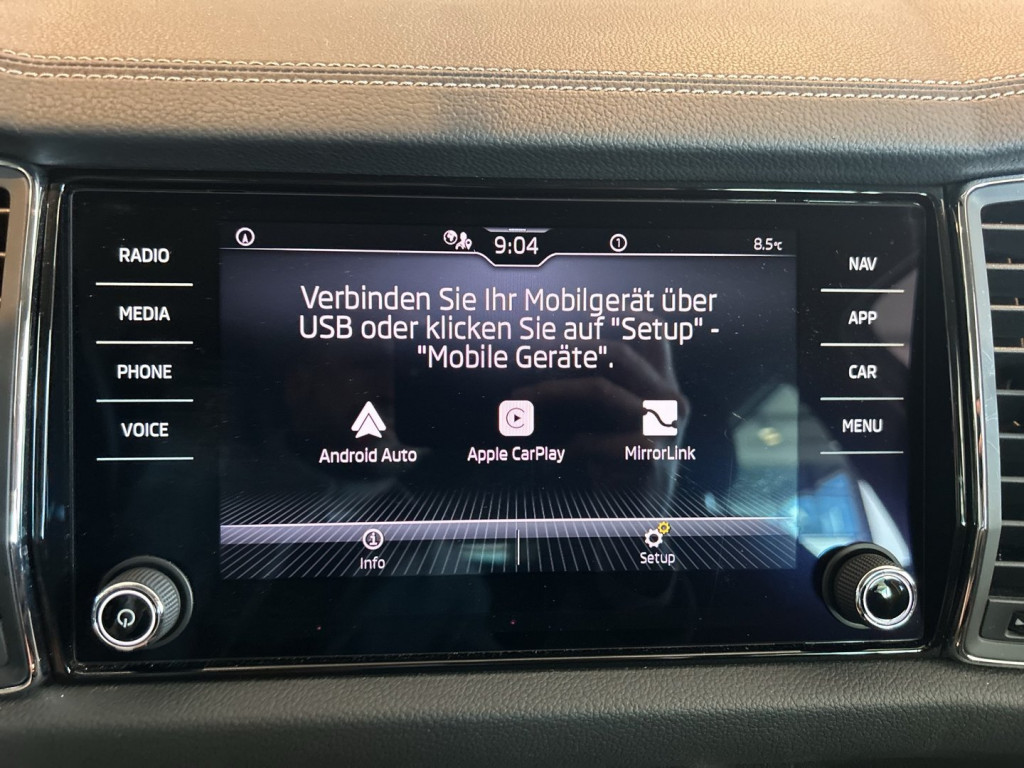 RADIO
MEDIA
PHONE
VOICE
9:04
1
8.5°C
Verbinden Sie Ihr Mobilgerät über
USB oder klicken Sie auf "Setup" -
"Mobile Geräte".
Android Auto
Apple CarPlay
MirrorLink
Info
Setup
NAV
APP
CAR
MENU